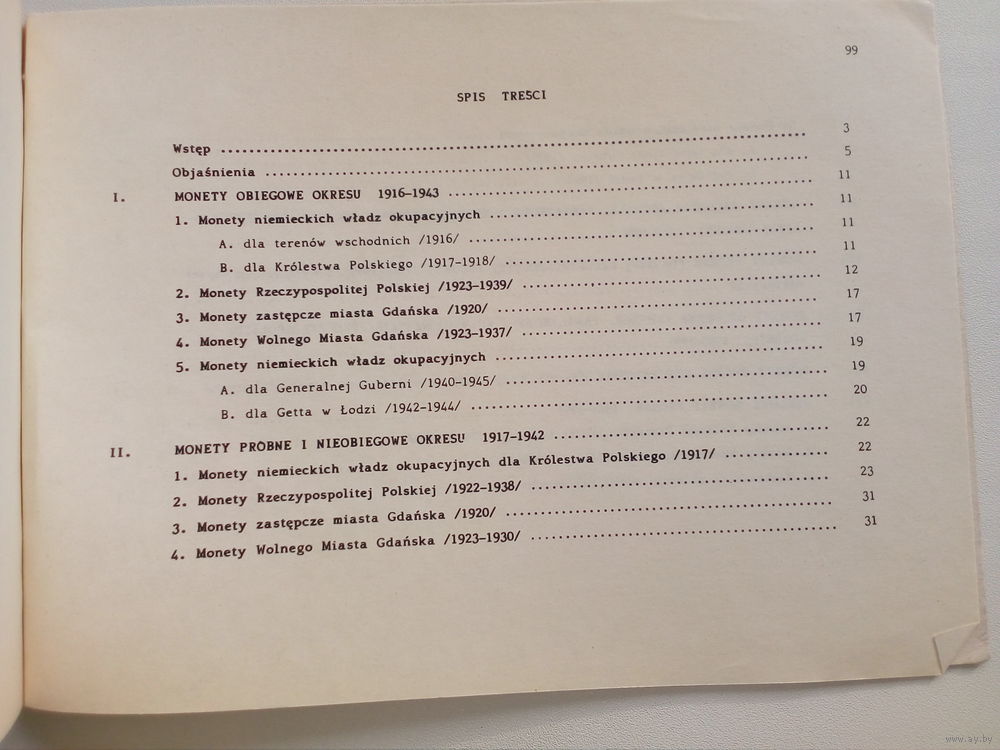 99
SPIS TREŚCI
Wstęp ........ 3
Objaśnienia ........ 5
I. MONETY OBIEGOWE OKRESU 1916-1943 ........ 11
1. Monety niemieckich władz okupacyjnych ........ 11
A. dla terenów wschodnich /1916/ ........ 11
B. dla Królestwa Polskiego /1917-1918/ ........ 11
2. Monety Rzeczypospolitej Polskiej /1923-1939/ ........ 12
3. Monety zastępcze miasta Gdańska /1920/ ........ 17
4. Monety Wolnego Miasta Gdańska /1923-1937/ ........ 17
5. Monety niemieckich władz okupacyjnych ........ 19
A. dla Generalnej Guberni /1940-1945/ ........ 19
B. dla Getta w Łodzi /1942-1944/ ........ 20
II. MONETY PRÓBNE I NIEOBIEGOWE OKRESU 1917-1942 ........ 22
1. Monety niemieckich władz okupacyjnych dla Królestwa Polskiego /1917/ ........ 22
2. Monety Rzeczypospolitej Polskiej /1922-1938/ ........ 23
3. Monety zastępcze miasta Gdańska /1920/ ........ 31
4. Monety Wolnego Miasta Gdańska /1923-1930/ ........ 31
www.ay.by